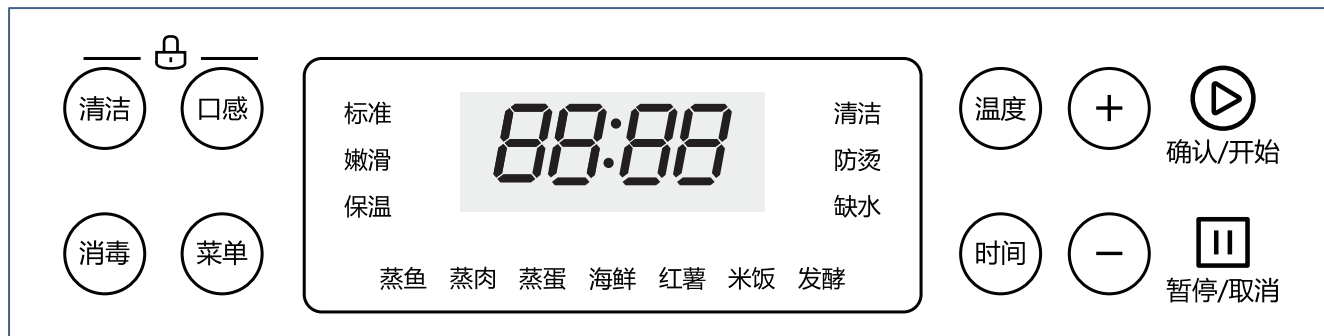 清洁 口感
消毒 菜单
标准
嫩滑
保温
88:88
清洁
防烫
缺水
蒸鱼 蒸肉 蒸蛋 海鲜 红薯 米饭 发酵
温度 +
确认/开始
时间 −
暂停/取消